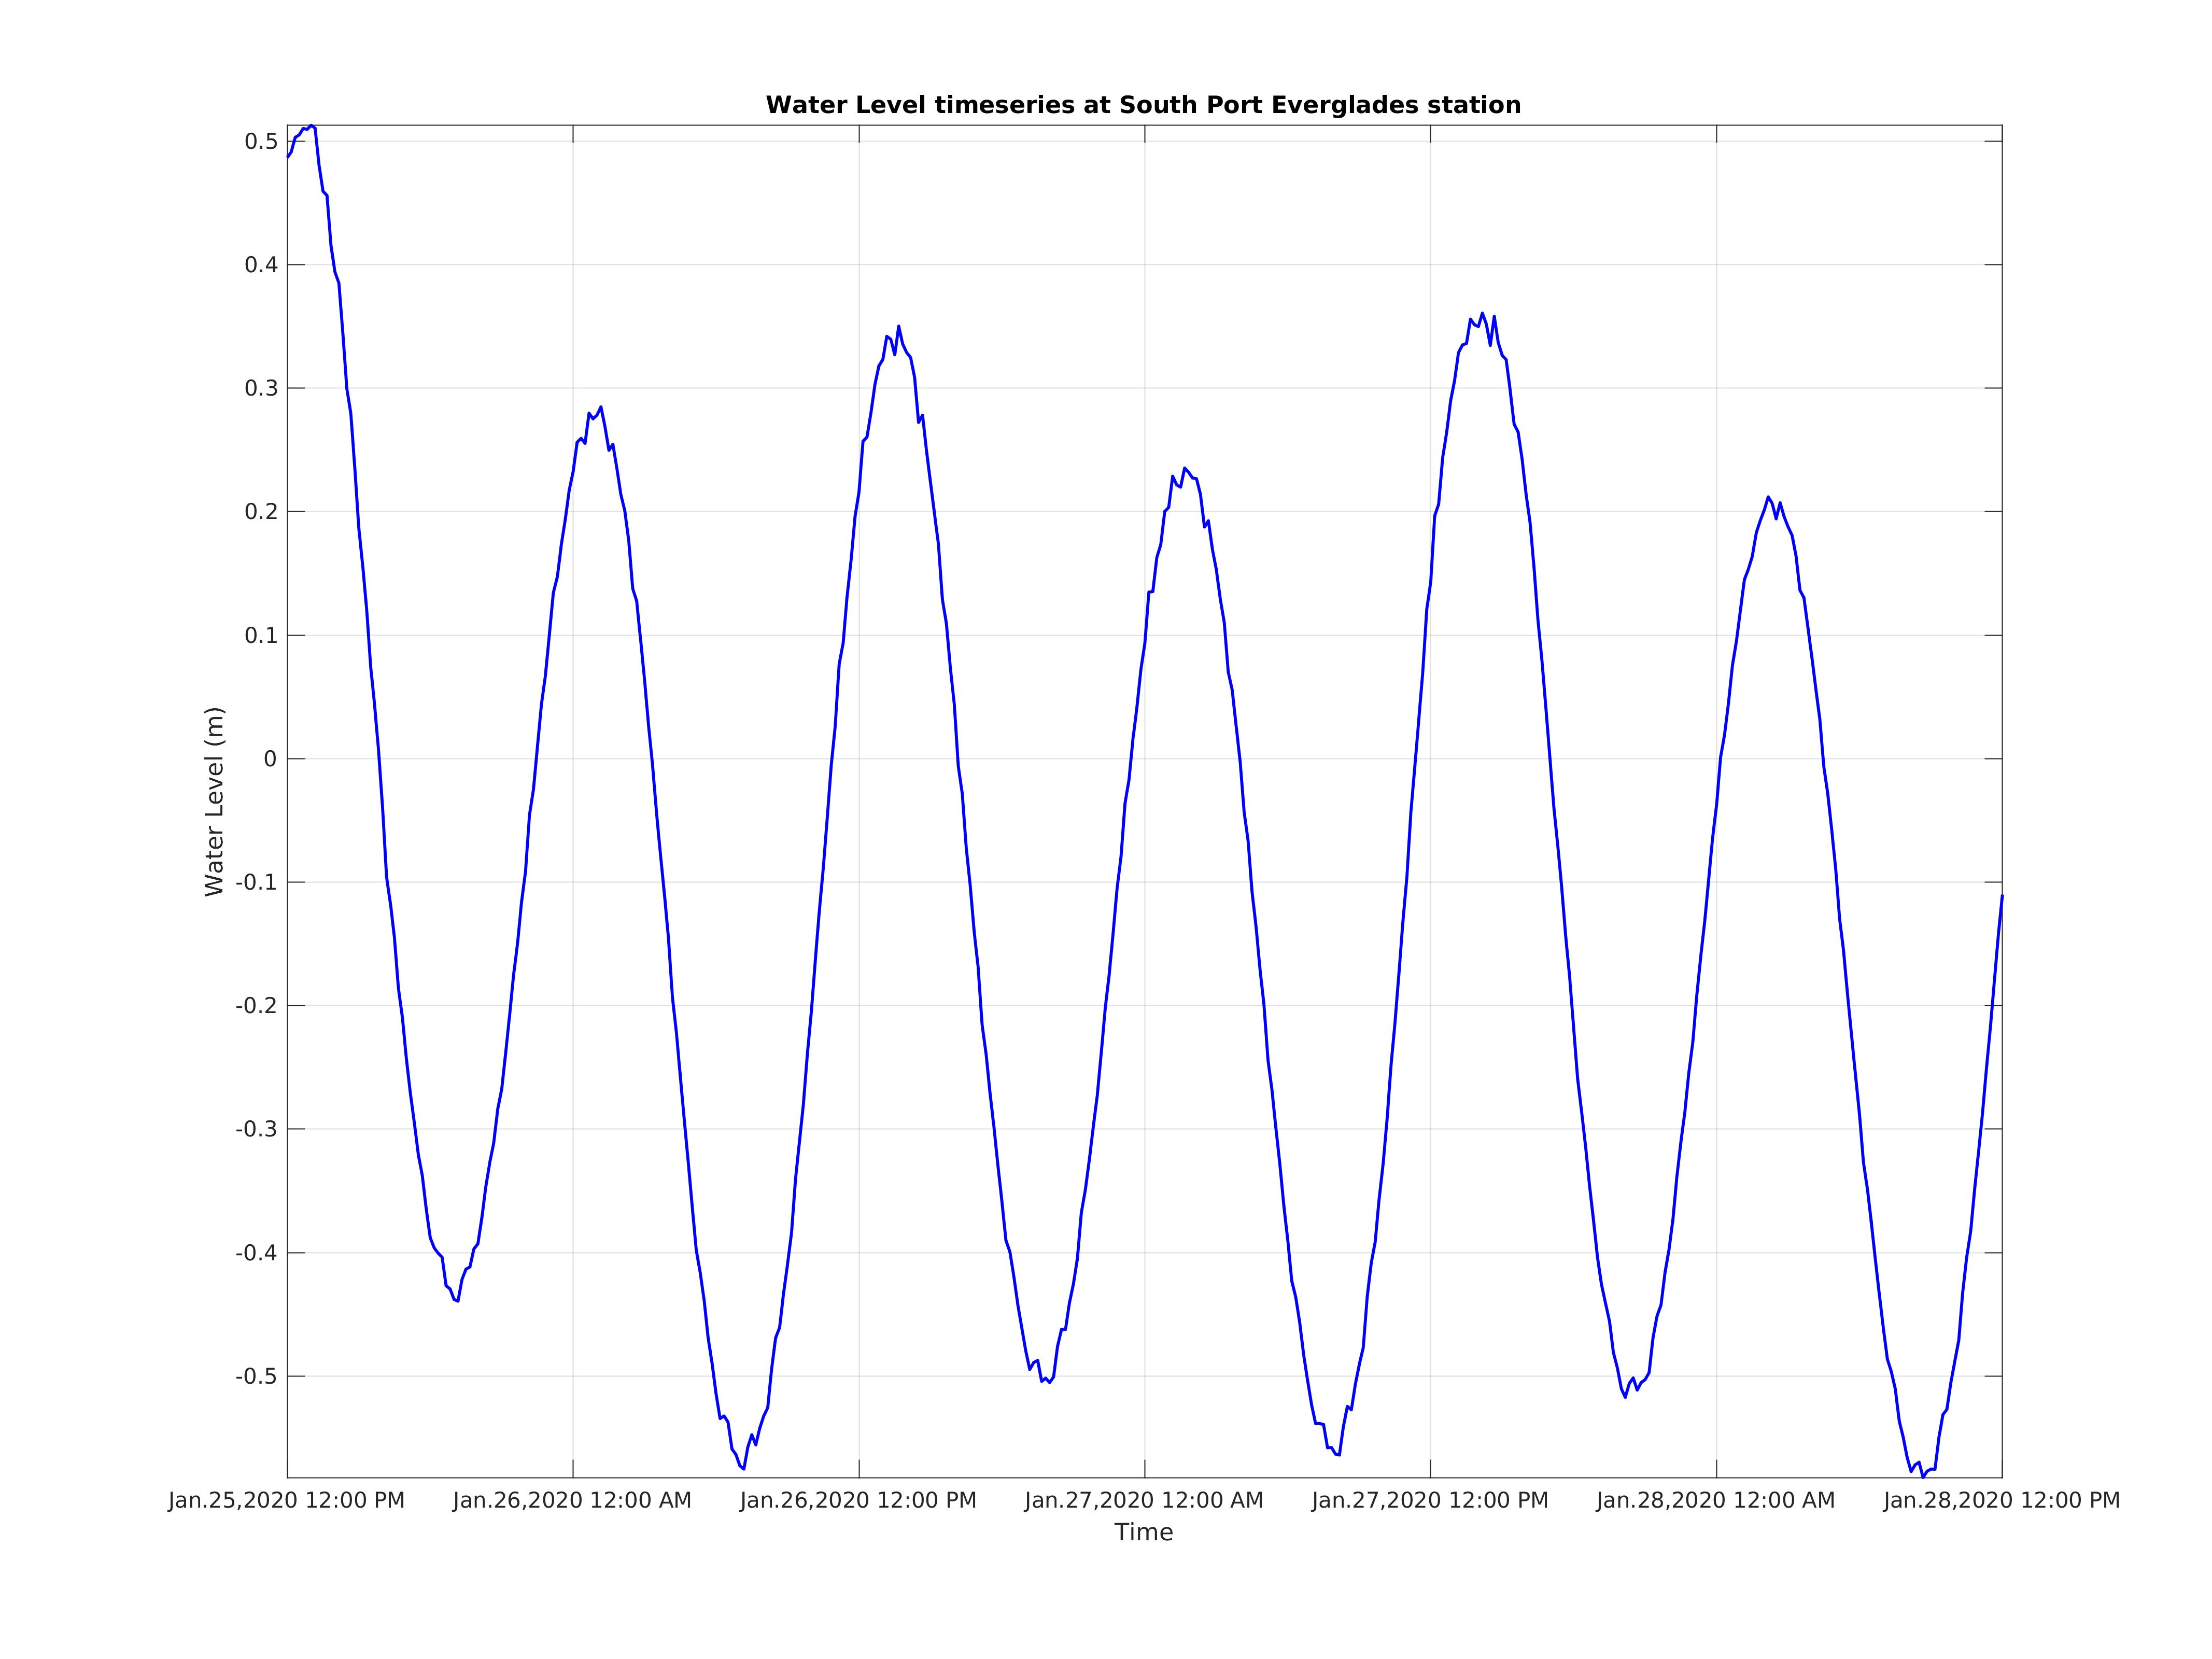 Water Level timeseries at South Port Everglades station
0.5
0.4
0.3
0.2
0.1
0
-0.1
-0.2
-0.3
-0.4
-0.5
Water Level (m)
Jan.25,2020 12:00 PM
Jan.26,2020 12:00 AM
Jan.26,2020 12:00 PM
Jan.27,2020 12:00 AM
Jan.27,2020 12:00 PM
Jan.28,2020 12:00 AM
Jan.28,2020 12:00 PM
Time